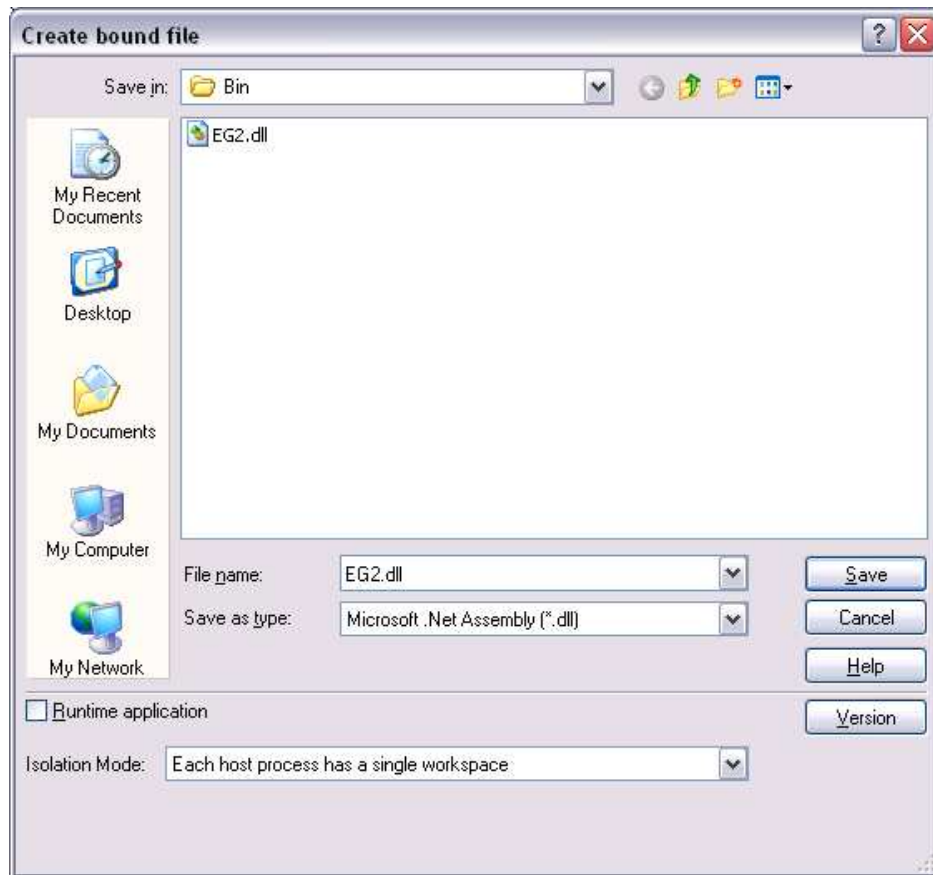 Create bound file
Save in:
Bin
EG2.dll
My Recent
Documents
Desktop
My Documents
My Computer
My Network
File name:
EG2.dll
Save
Save as type:
Microsoft .Net Assembly (*.dll)
Cancel
Help
Runtime application
Version
Isolation Mode:
Each host process has a single workspace